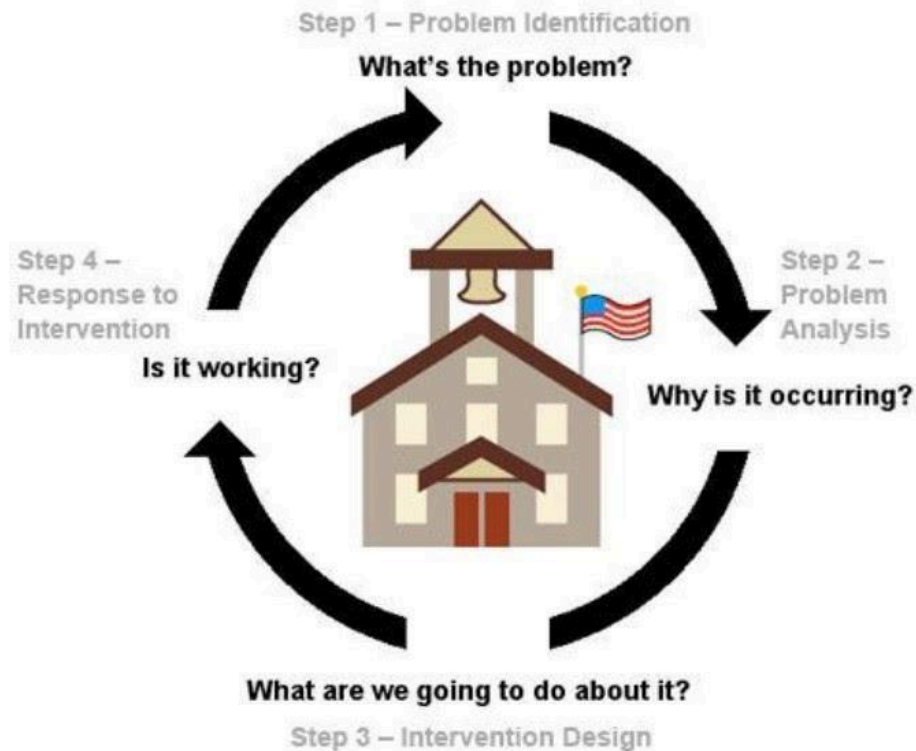 Step 1 – Problem Identification
What's the problem?
Step 2 –
Problem
Analysis
Why is it occurring?
What are we going to do about it?
Step 3 – Intervention Design
Step 4 –
Response to
Intervention
Is it working?